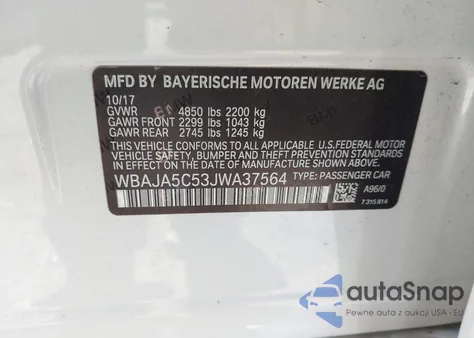 MFD BY BAYERISCHE MOTOREN WERKE AG
10/17
GVWR 4850 lbs 2200 kg
GAWR FRONT 2299 lbs 1043 kg
GAWR REAR 2745 lbs 1245 kg
THIS VEHICLE CONFORMS TO ALL APPLICABLE U.S.FEDERAL MOTOR
VEHICLE SAFETY, BUMPER, AND THEFT PREVENTION STANDARDS
IN EFFECT ON THE DATE OF MANUFACTURE SHOWN ABOVE.
WBAJA5C53JWA37564 TYPE: PASSENGER CAR
A96/0
7315814
autoSnap
Pewne auta z aukcji USA - EU